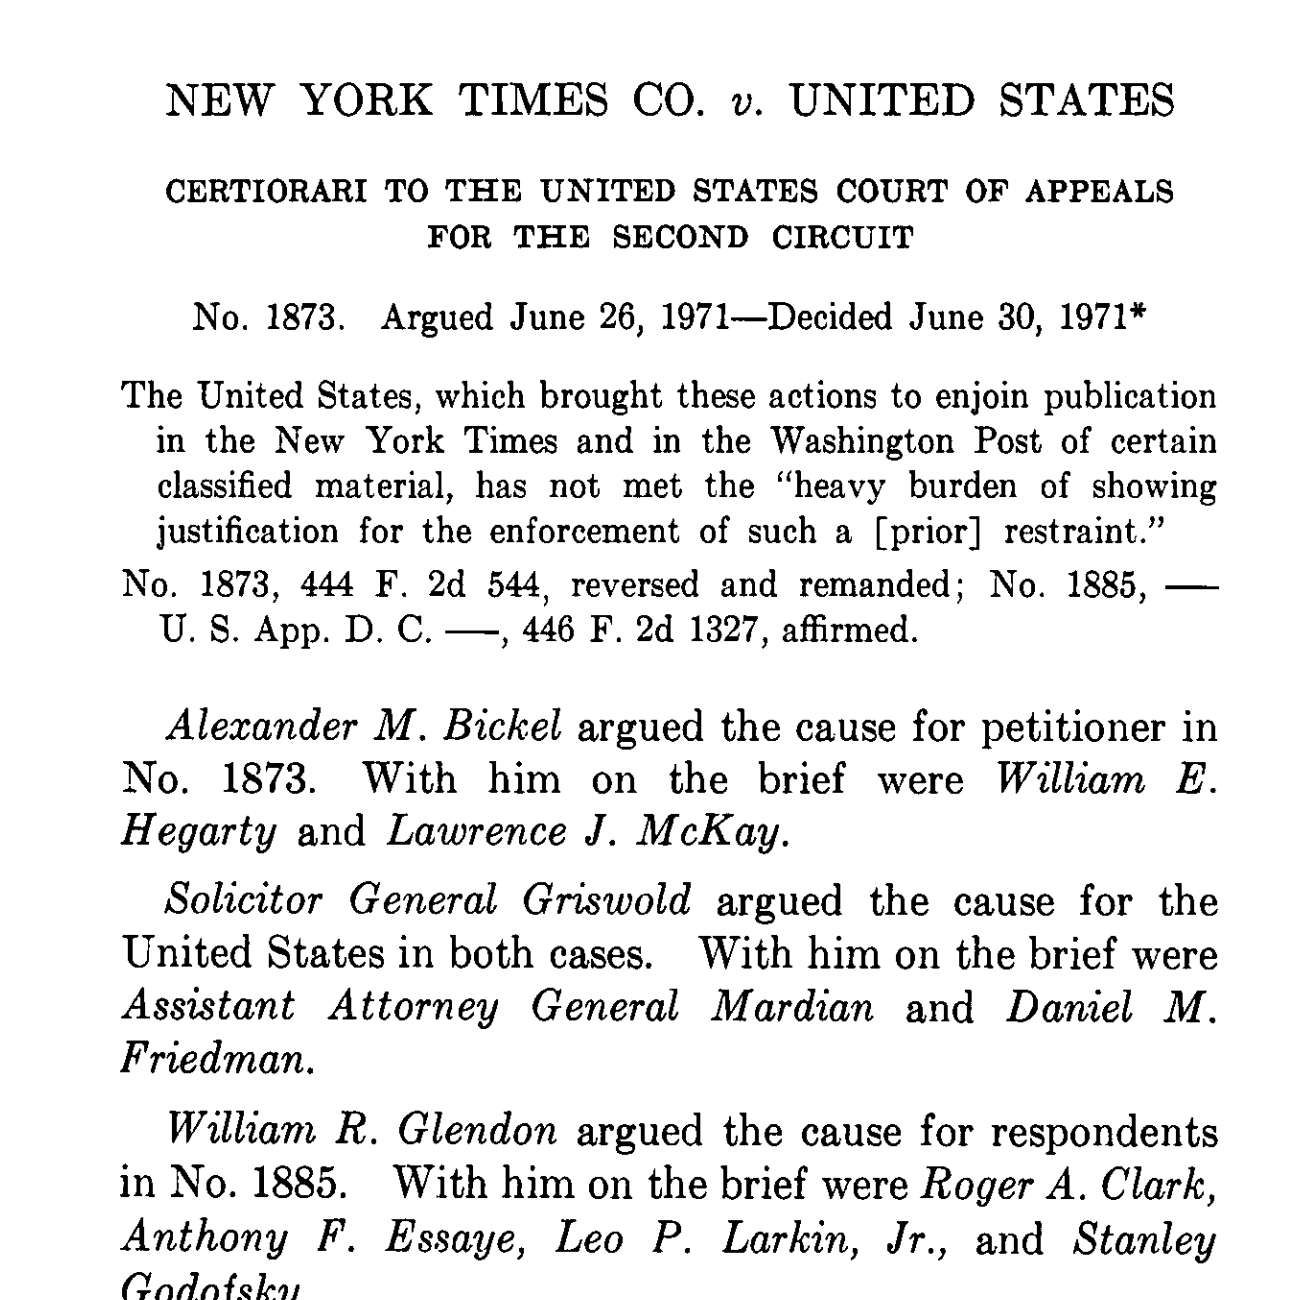 NEW YORK TIMES CO. v. UNITED STATES
CERTIORARI TO THE UNITED STATES COURT OF APPEALS
FOR THE SECOND CIRCUIT
No. 1873. Argued June 26, 1971—Decided June 30, 1971*
The United States, which brought these actions to enjoin publication
in the New York Times and in the Washington Post of certain
classified material, has not met the “heavy burden of showing
justification for the enforcement of such a [prior] restraint.”
No. 1873, 444 F. 2d 544, reversed and remanded; No. 1885, —
U. S. App. D. C. —, 446 F. 2d 1327, affirmed.
Alexander M. Bickel argued the cause for petitioner in
No. 1873. With him on the brief were William E.
Hegarty and Lawrence J. McKay.
Solicitor General Griswold argued the cause for the
United States in both cases. With him on the brief were
Assistant Attorney General Mardian and Daniel M.
Friedman.
William R. Glendon argued the cause for respondents
in No. 1885. With him on the brief were Roger A. Clark,
Anthony F. Essaye, Leo P. Larkin, Jr., and Stanley
Godofsky